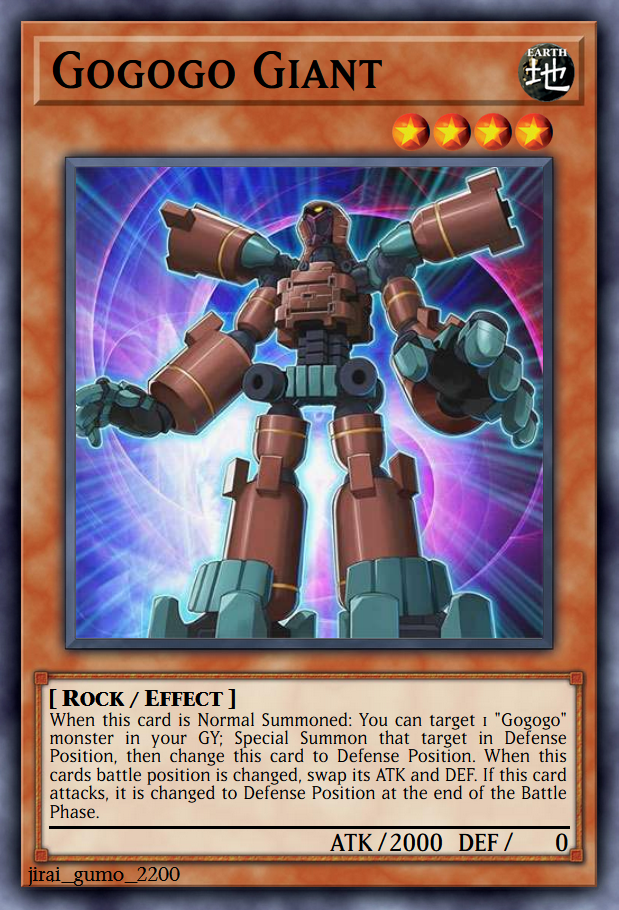 Gogogo Giant
EARTH
地
[ Rock / Effect ]
When this card is Normal Summoned: You can target 1 "Gogogo"
monster in your GY; Special Summon that target in Defense
Position, then change this card to Defense Position. When this
cards battle position is changed, swap its ATK and DEF. If this card
attacks, it is changed to Defense Position at the end of the Battle
Phase.
ATK / 2000 DEF / 0
jirai_gumo_2200